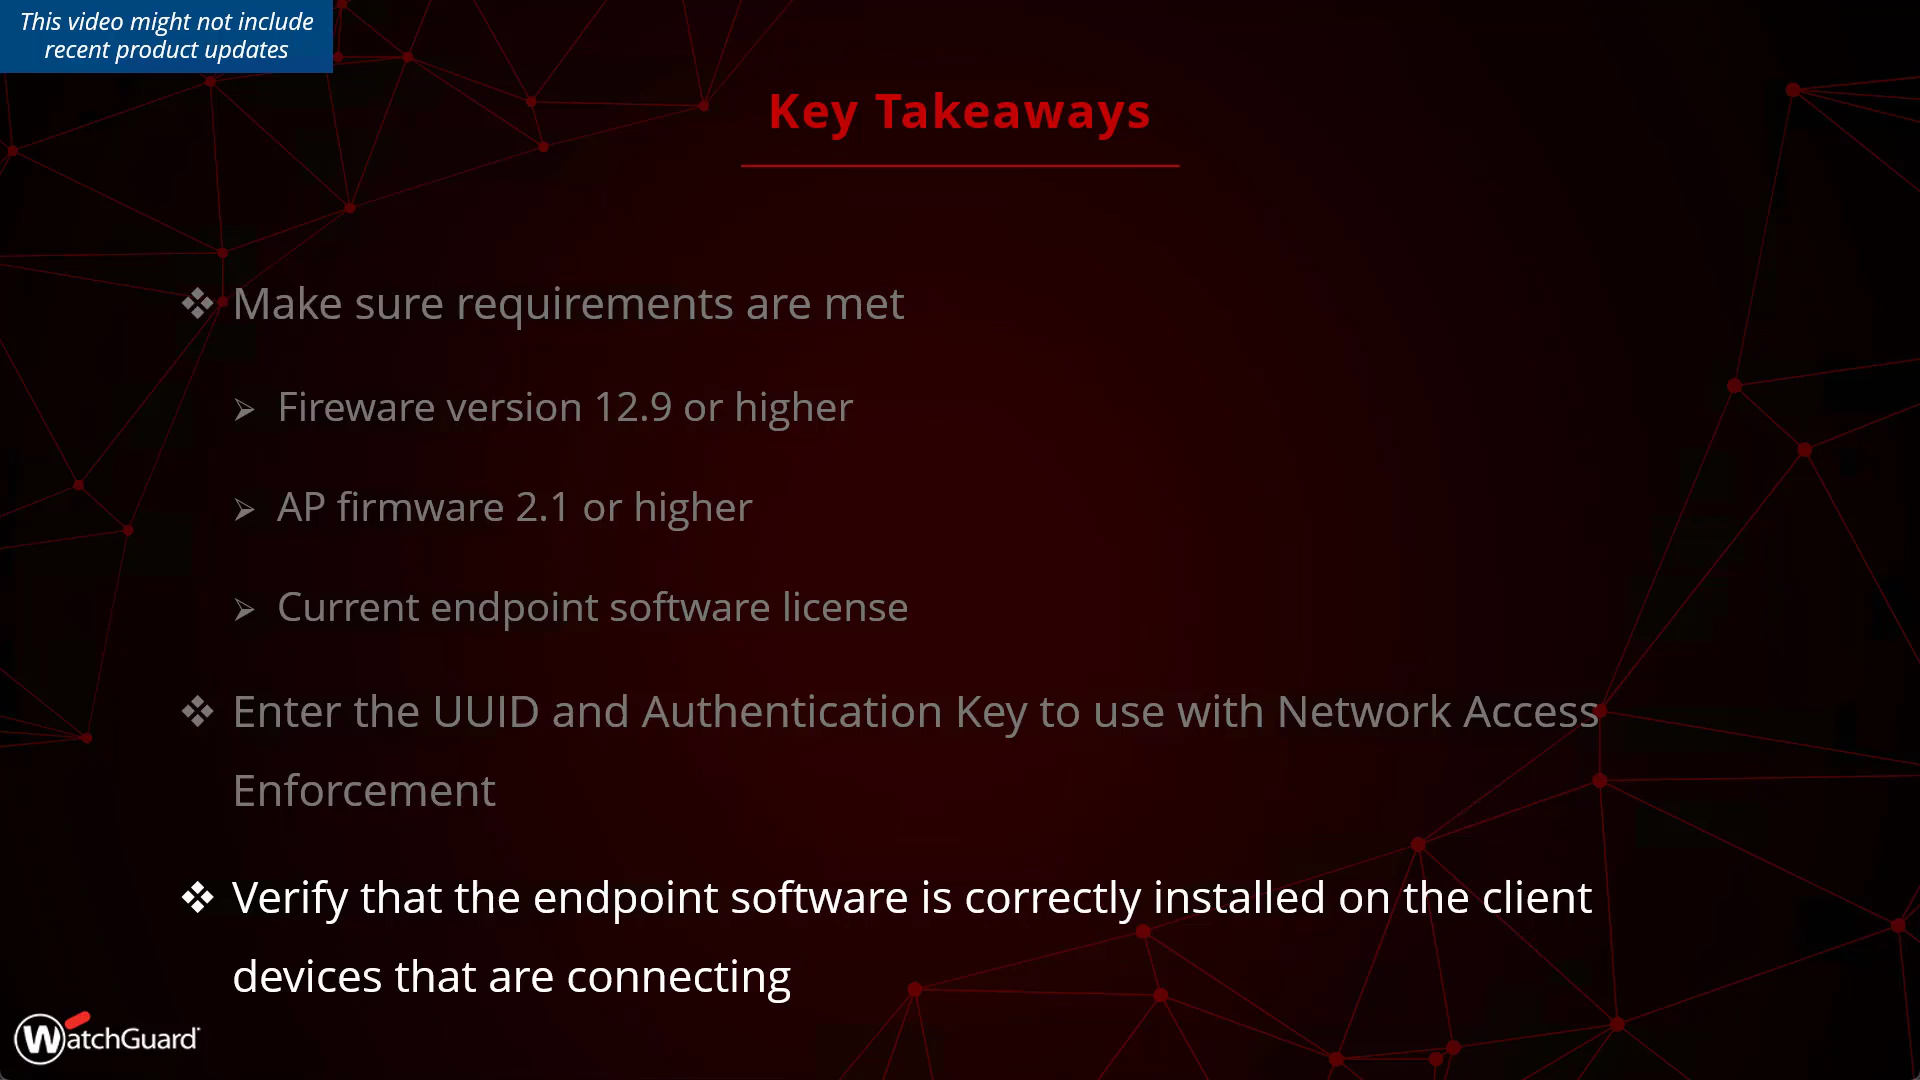 This video might not include
recent product updates
Key Takeaways
❖ Make sure requirements are met
➢ Fireware version 12.9 or higher
➢ AP firmware 2.1 or higher
➢ Current endpoint software license
❖ Enter the UUID and Authentication Key to use with Network Access
Enforcement
❖ Verify that the endpoint software is correctly installed on the client
devices that are connecting
WatchGuard